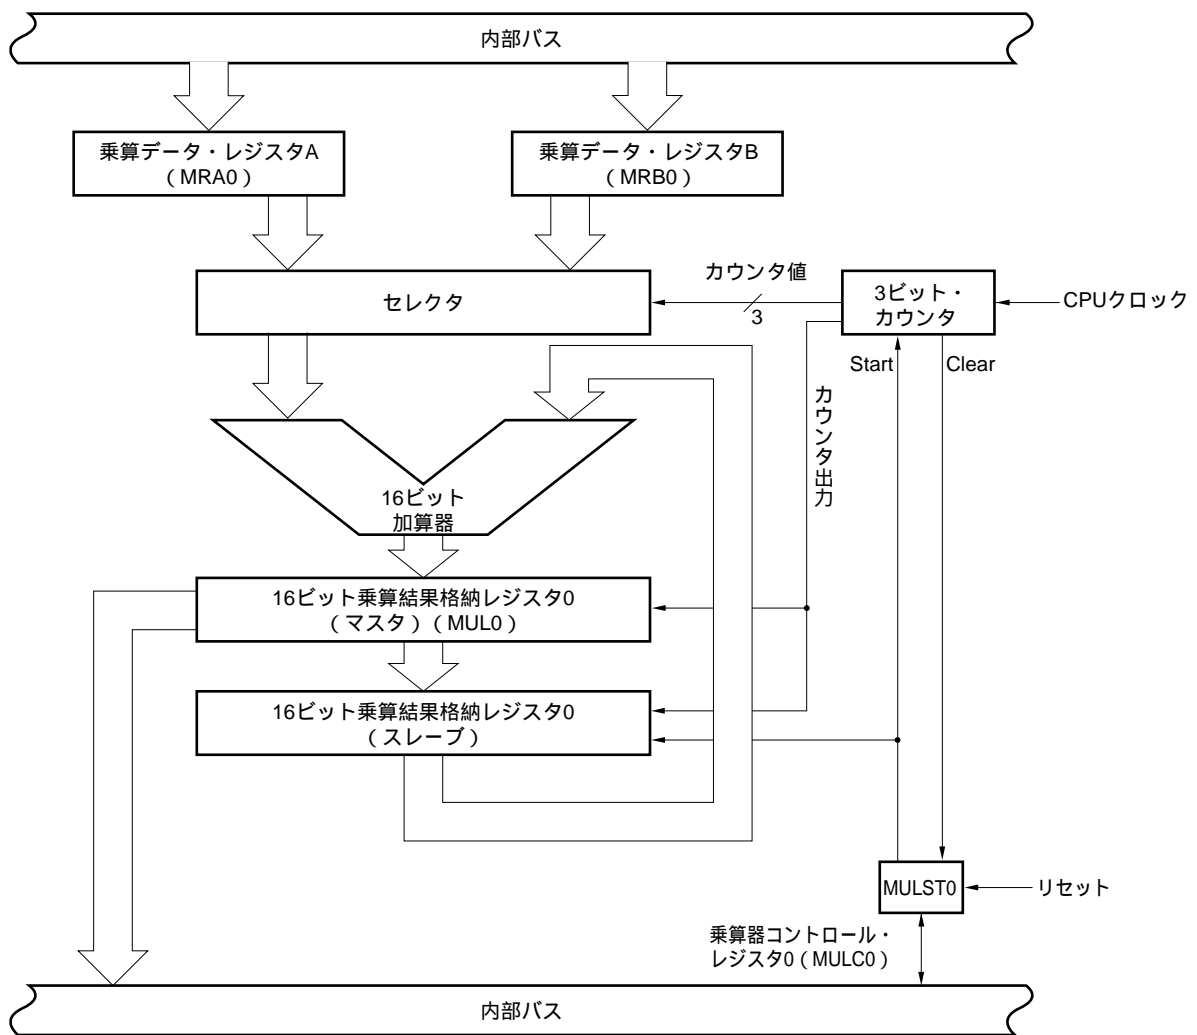 内部バス
乗算データ・レジスタA
（MRA0）
乗算データ・レジスタB
（MRB0）
セレクタ
カウンタ値
3
3ビット・
カウンタ
CPUクロック
Start
Clear
カウンタ出力
16ビット
加算器
16ビット乗算結果格納レジスタ0
（マスタ）（MUL0）
16ビット乗算結果格納レジスタ0
（スレーブ）
MULST0
リセット
乗算器コントロール・
レジスタ0（MULC0）
内部バス